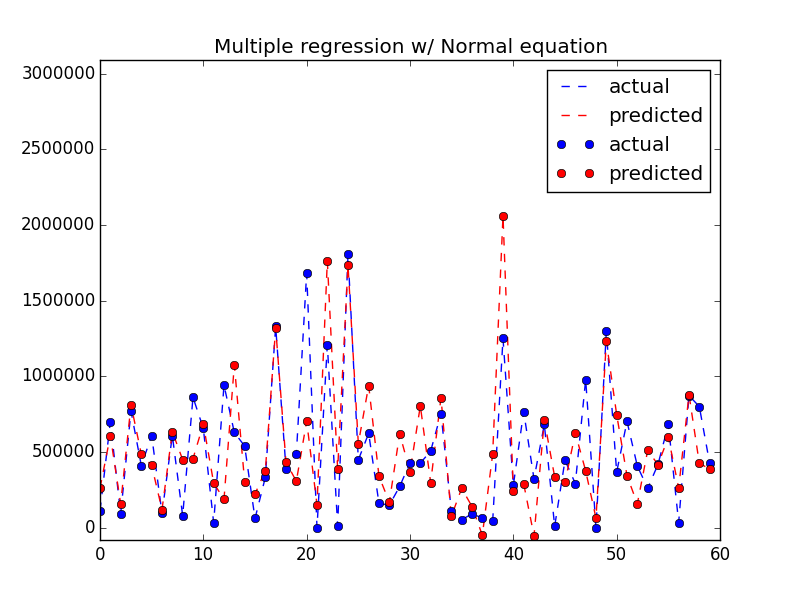 Multiple regression w/ Normal equation
3000000
2500000
2000000
1500000
1000000
500000
0
0 10 20 30 40 50 60
actual
predicted
actual
predicted